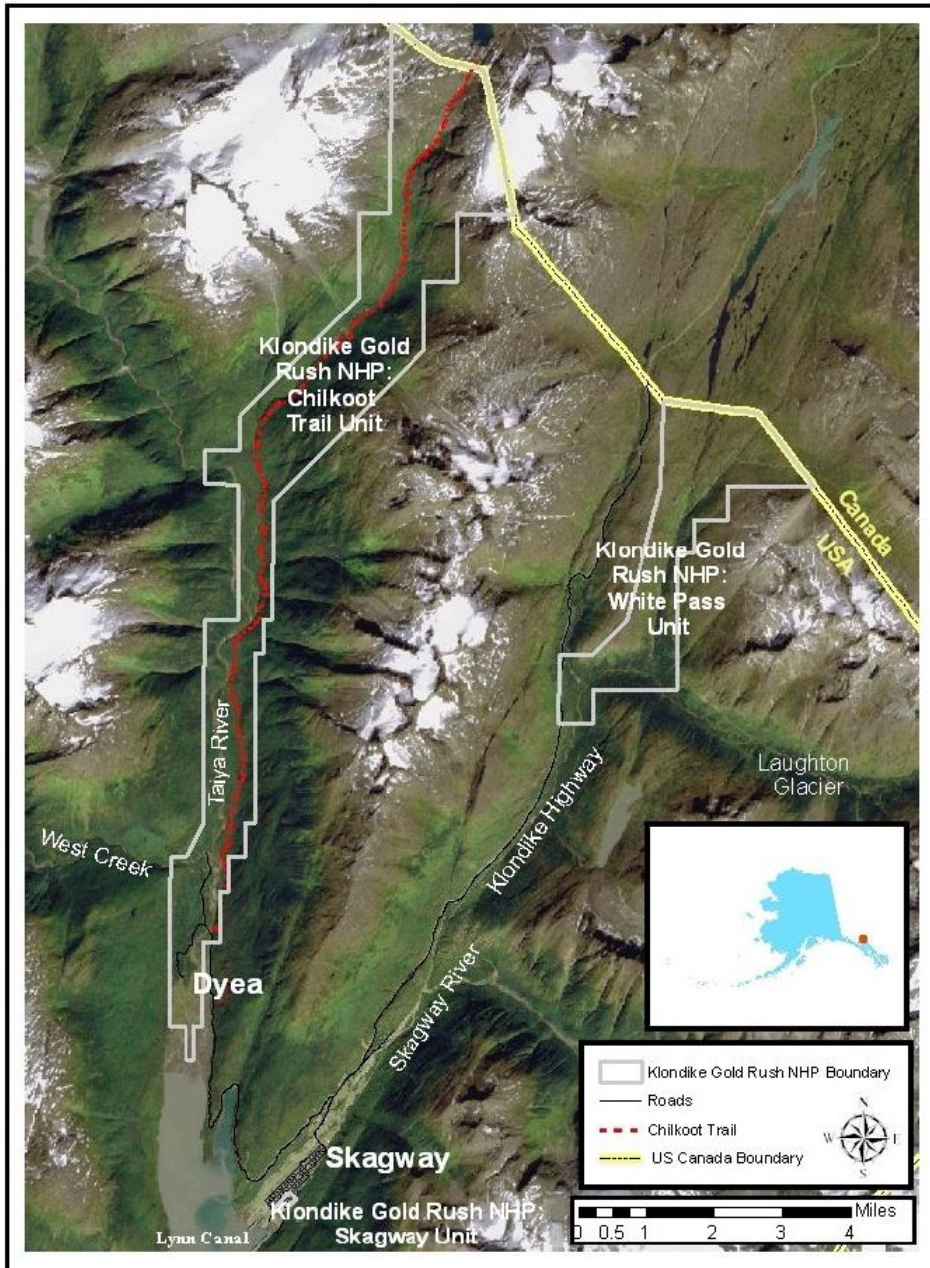 Klondike Gold
Rush NHP:
Chilkoot
Trail Unit
Canada
USA
Klondike Gold
Rush NHP:
White Pass
Unit
Taiya River
Laughton
Glacier
Klondike Highway
West Creek
Dyea
Skagway River
Skagway
Klondike Gold Rush NHP:
Skagway Unit
Lynn Canal
Klondike Gold Rush NHP Boundary
Roads
Chilkoot Trail
US Canada Boundary
N
W E
S
Miles
0 0.5 1 2 3 4